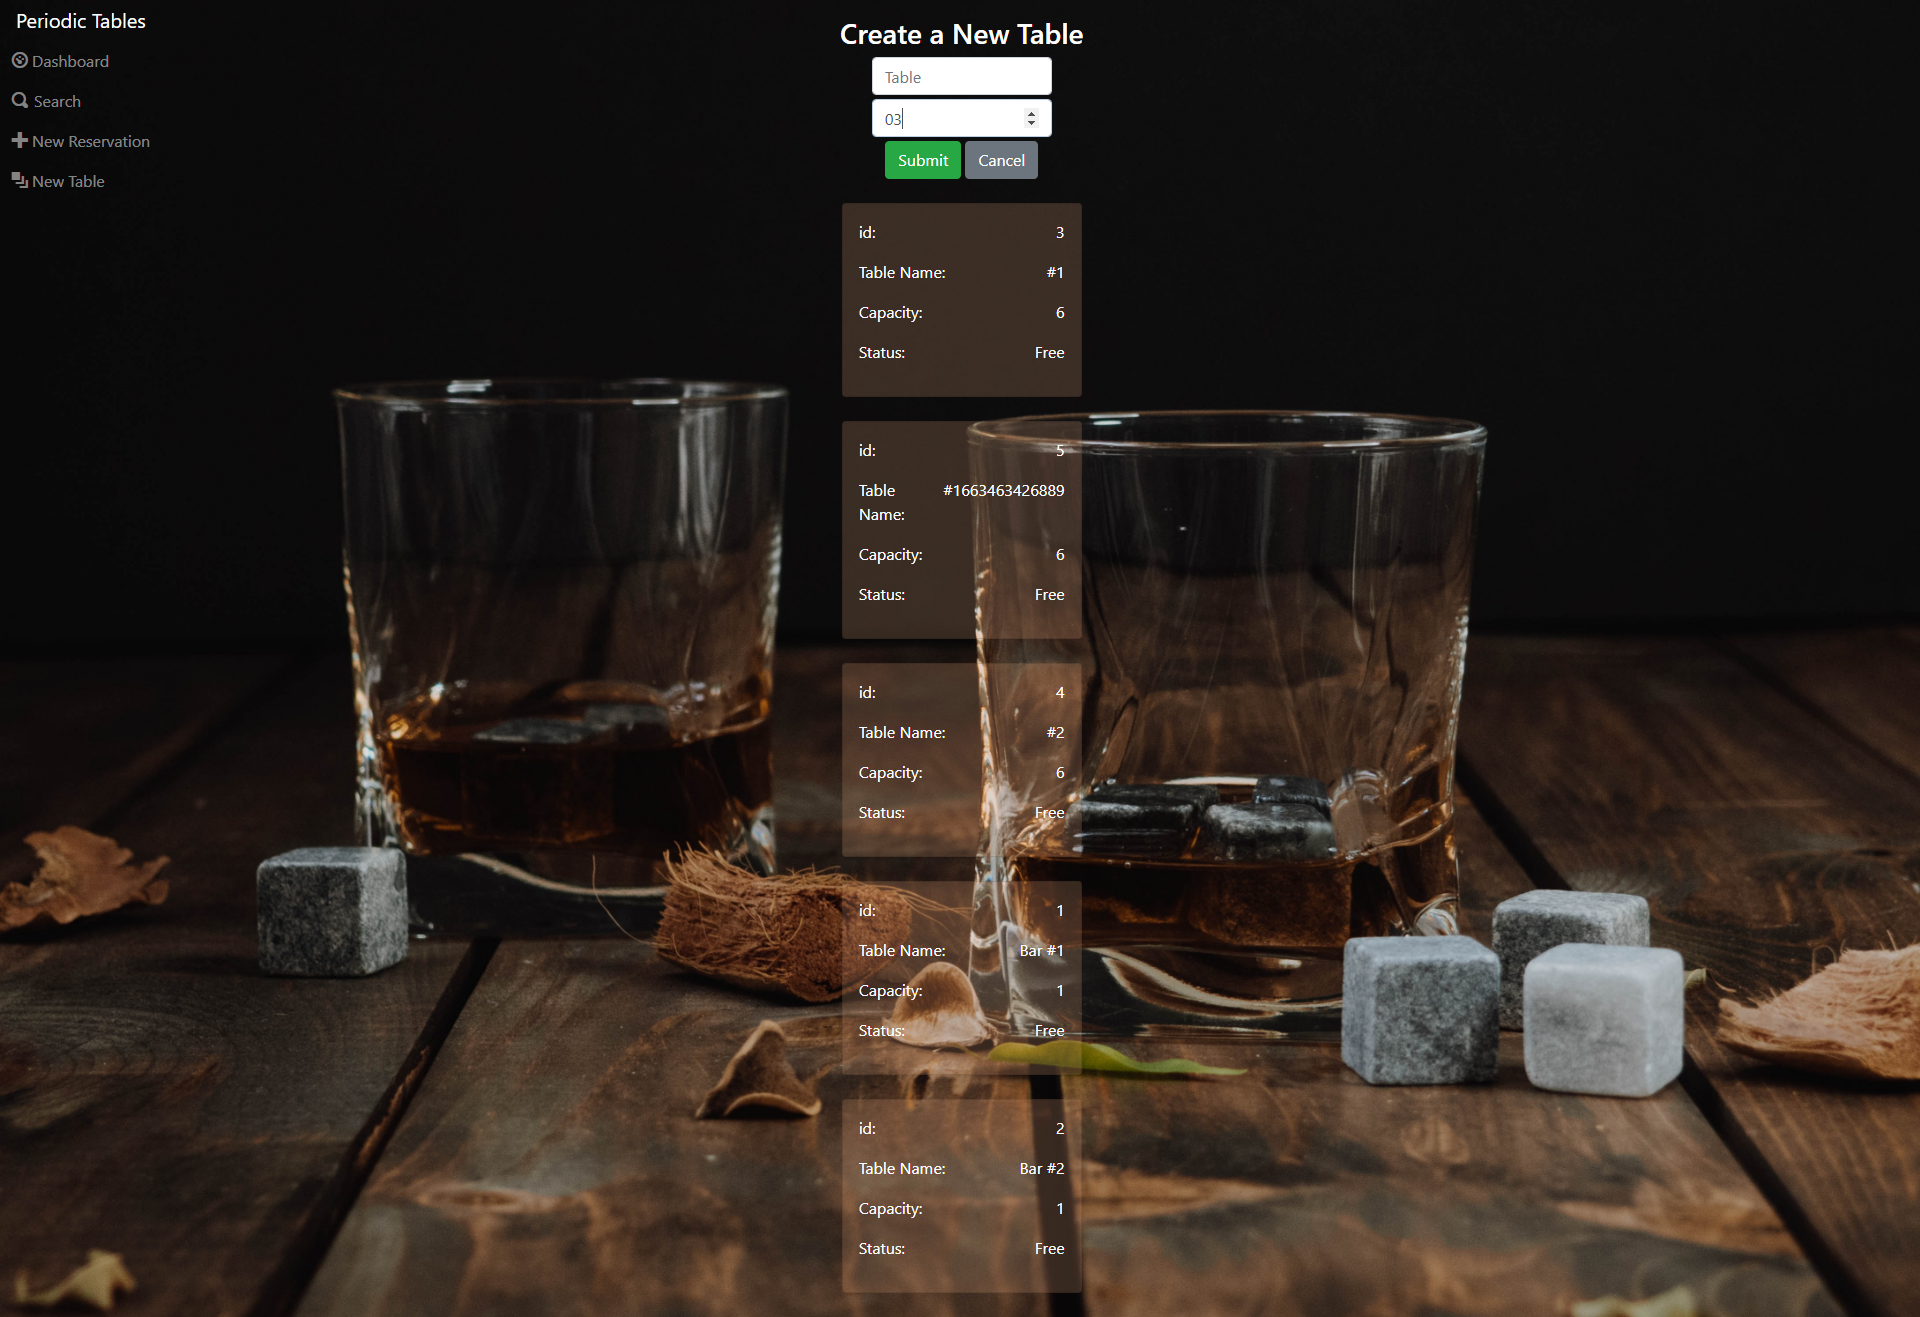 Periodic Tables
Dashboard
Search
New Reservation
New Table
Create a New Table
Table
03
Submit Cancel
id: 3
Table Name: #1
Capacity: 6
Status: Free
id: 5
Table Name: #1663463426889
Capacity: 6
Status: Free
id: 4
Table Name: #2
Capacity: 6
Status: Free
id: 1
Table Name: Bar #1
Capacity: 1
Status: Free
id: 2
Table Name: Bar #2
Capacity: 1
Status: Free